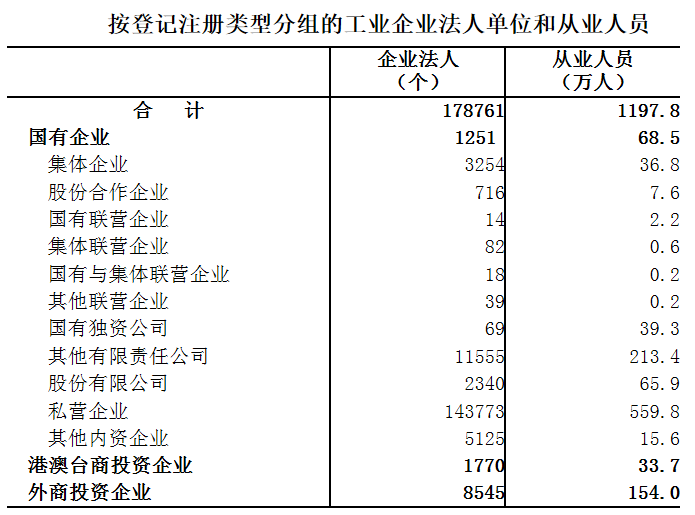 按登记注册类型分组的工业企业法人单位和从业人员
企业法人 从业人员
（个） （万人）
合 计 178761 1197.8
国有企业 1251 68.5
集体企业 3254 36.8
股份合作企业 716 7.6
国有联营企业 14 2.2
集体联营企业 82 0.6
国有与集体联营企业 18 0.2
其他联营企业 39 0.2
国有独资公司 69 39.3
其他有限责任公司 11555 213.4
股份有限公司 2340 65.9
私营企业 143773 559.8
其他内资企业 5125 15.6
港澳台商投资企业 1770 33.7
外商投资企业 8545 154.0